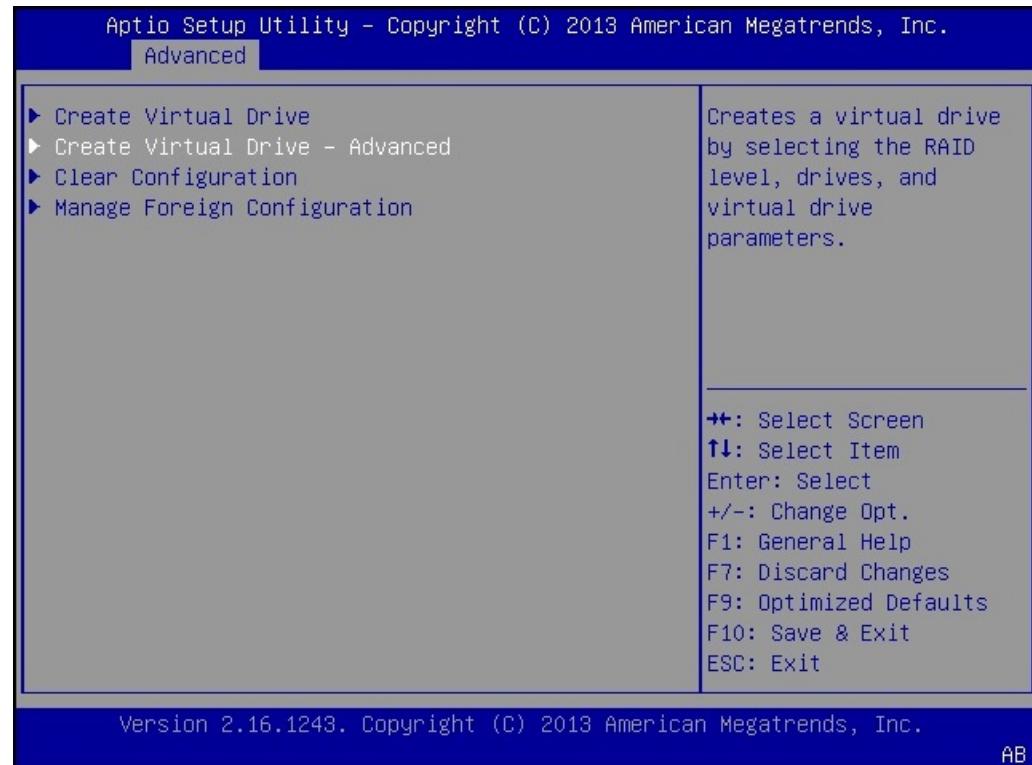 Aptio Setup Utility – Copyright (C) 2013 American Megatrends, Inc.
Advanced
▶ Create Virtual Drive
▶ Create Virtual Drive – Advanced
▶ Clear Configuration
▶ Manage Foreign Configuration
Creates a virtual drive
by selecting the RAID
level, drives, and
virtual drive
parameters.
→←: Select Screen
↑↓: Select Item
Enter: Select
+/-: Change Opt.
F1: General Help
F7: Discard Changes
F9: Optimized Defaults
F10: Save & Exit
ESC: Exit
Version 2.16.1243. Copyright (C) 2013 American Megatrends, Inc.
AB